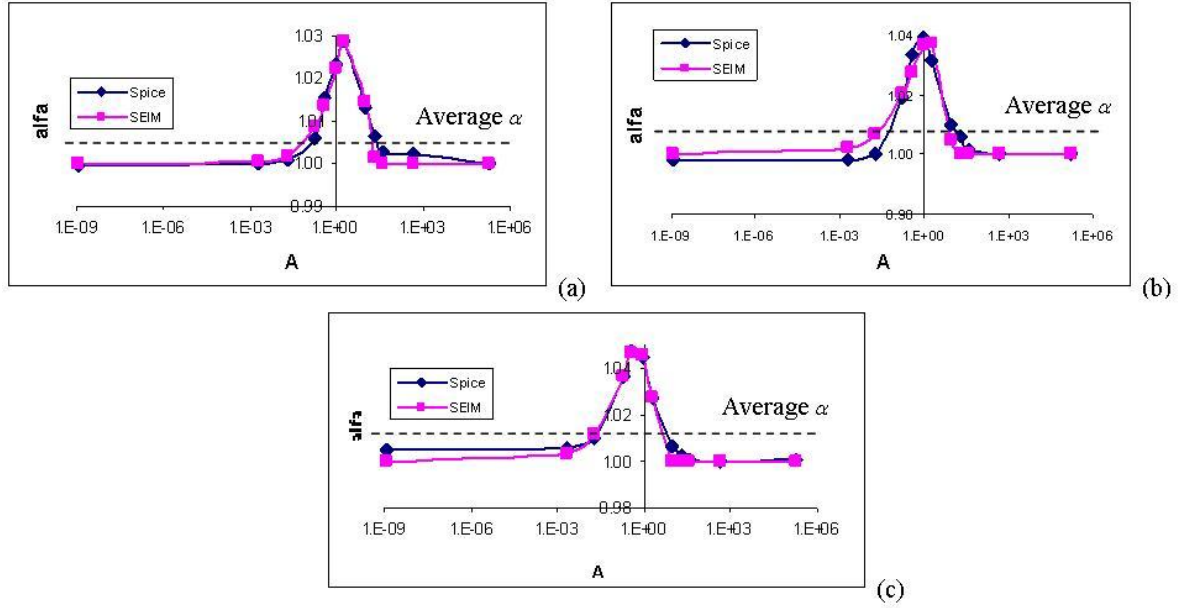 1.03
1.02
1.01
1.00
0.99
alfa
Spice
SEIM
Average α
1.E-09 1.E-06 1.E-03 1.E+00 1.E+03 1.E+06
A
(a)
1.04
1.02
1.00
0.98
alfa
Spice
SEIM
Average α
1.E-09 1.E-06 1.E-03 1.E+00 1.E+03 1.E+06
A
(b)
1.04
1.02
1.00
0.98
alfa
Spice
SEIM
Average α
1.E-09 1.E-06 1.E-03 1.E+00 1.E+03 1.E+06
A
(c)